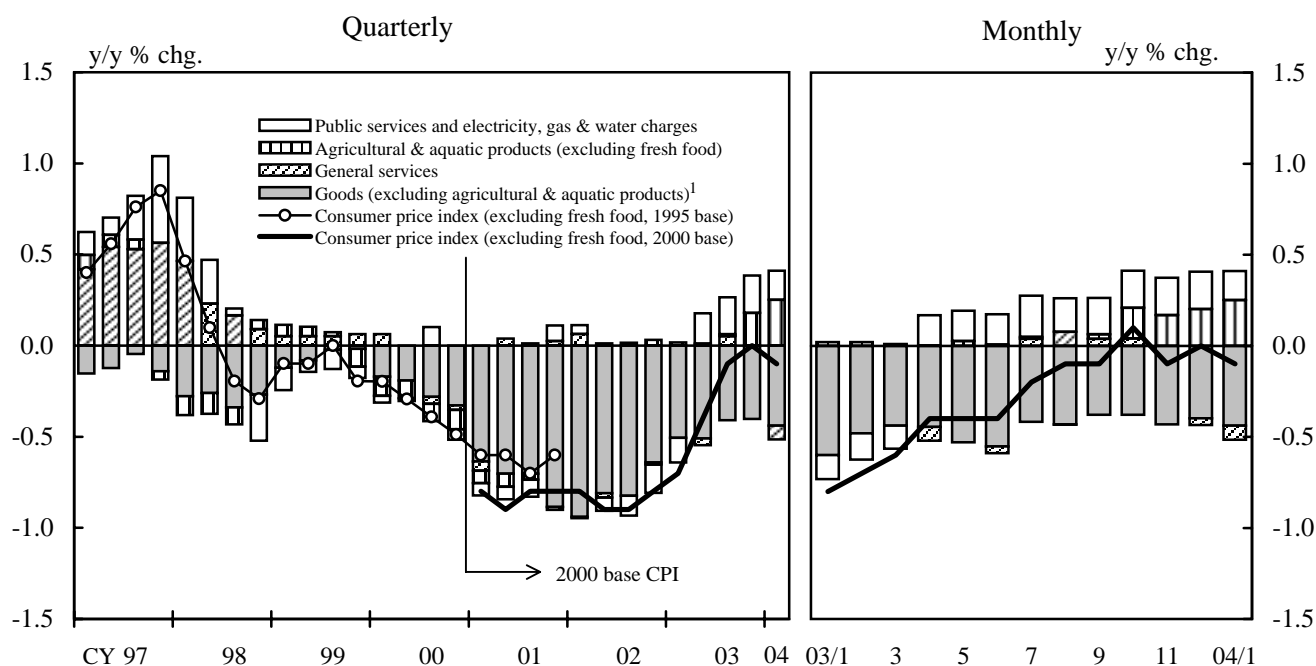 Quarterly
Monthly
y/y % chg.
y/y % chg.
1.5
1.0
0.5
0.0
-0.5
-1.0
-1.5
Public services and electricity, gas & water charges
Agricultural & aquatic products (excluding fresh food)
General services
Goods (excluding agricultural & aquatic products)1
Consumer price index (excluding fresh food, 1995 base)
Consumer price index (excluding fresh food, 2000 base)
2000 base CPI
1.5
1.0
0.5
0.0
-0.5
-1.0
-1.5
CY 97 98 99 00 01 02 03 04
03/1 3 5 7 9 11 04/1